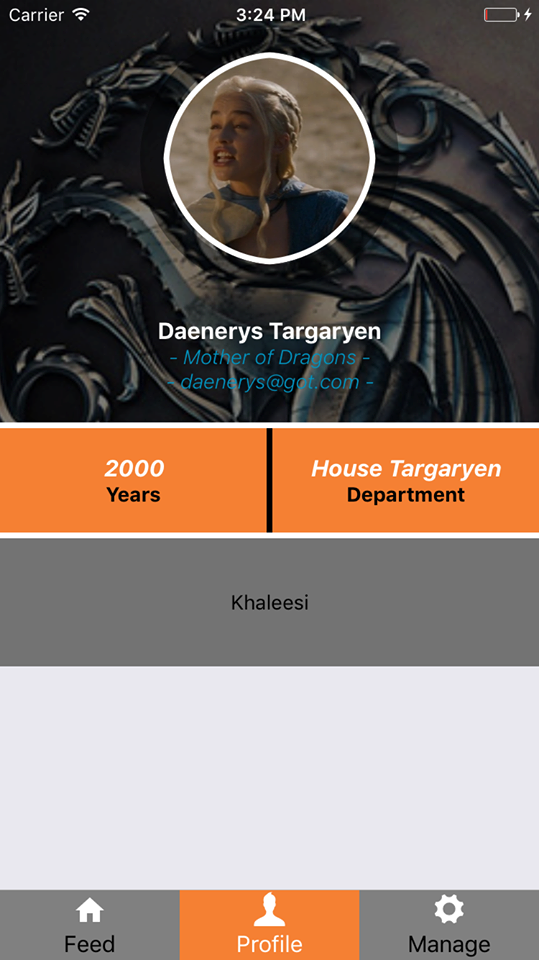 Carrier 3:24 PM
Daenerys Targaryen
- Mother of Dragons -
- daenerys@got.com -
2000 House Targaryen
Years Department
Khaleesi
Feed Profile Manage